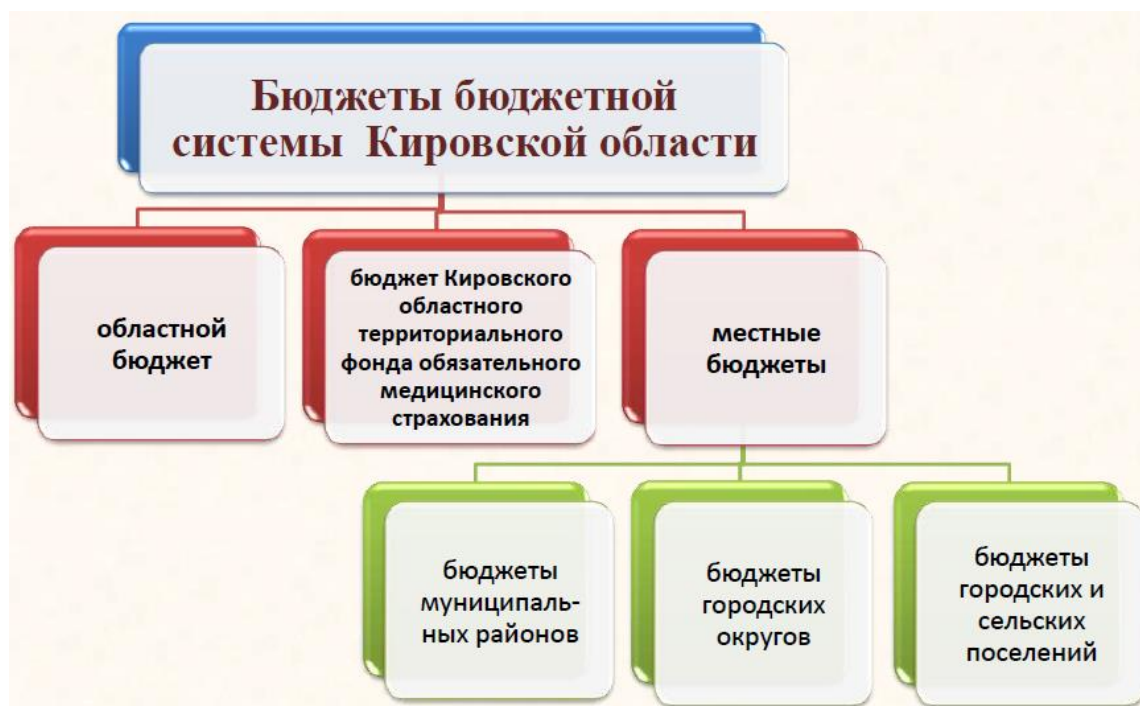 Бюджеты бюджетной
системы Кировской области
областной
бюджет
бюджет Кировского
областного
территориального
фонда обязательного
медицинского
страхования
местные
бюджеты
бюджеты
муниципаль-
ных районов
бюджеты
городских
округов
бюджеты
городских и
сельских
поселений